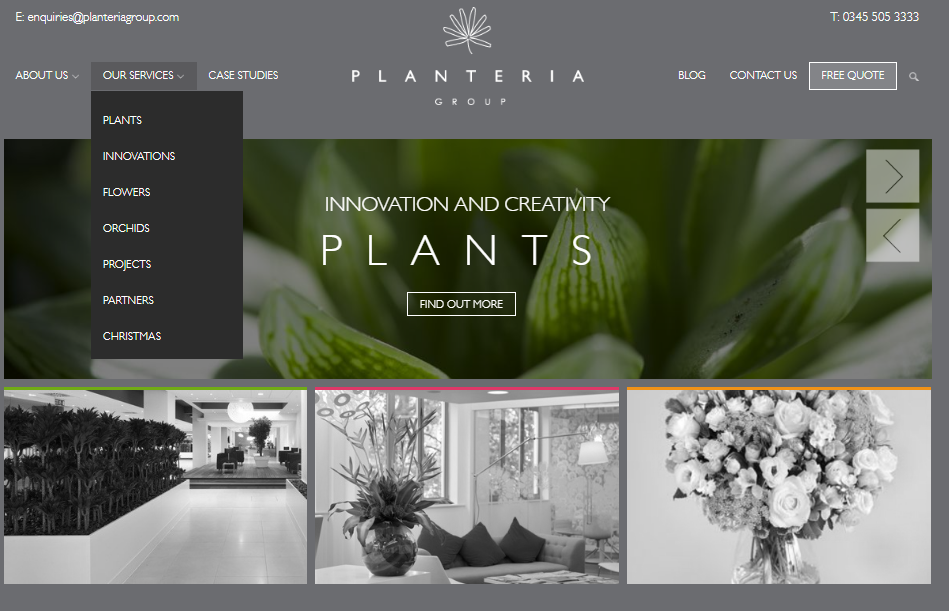 E: enquiries@planteriagroup.com
T: 0345 505 3333
ABOUT US
OUR SERVICES
CASE STUDIES
PLANTERIA
GROUP
BLOG
CONTACT US
FREE QUOTE
PLANTS
INNOVATIONS
FLOWERS
ORCHIDS
PROJECTS
PARTNERS
CHRISTMAS
INNOVATION AND CREATIVITY
PLANTS
FIND OUT MORE